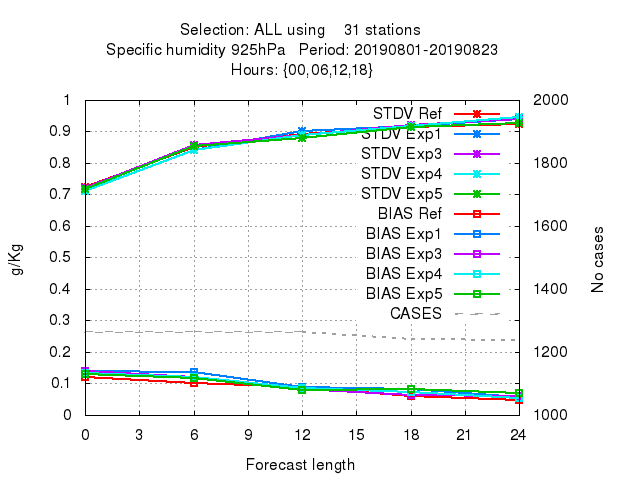 Selection: ALL using    31 stations
Specific humidity 925hPa   Period: 20190801-20190823
Hours: {00,06,12,18}
1
0.9
0.8
0.7
0.6
0.5
0.4
0.3
0.2
0.1
0
g/Kg
STDV Ref
STDV Exp1
STDV Exp3
STDV Exp4
STDV Exp5
BIAS Ref
BIAS Exp1
BIAS Exp3
BIAS Exp4
BIAS Exp5
CASES
2000
1800
1600
1400
1200
1000
No cases
0 3 6 9 12 15 18 21 24
Forecast length